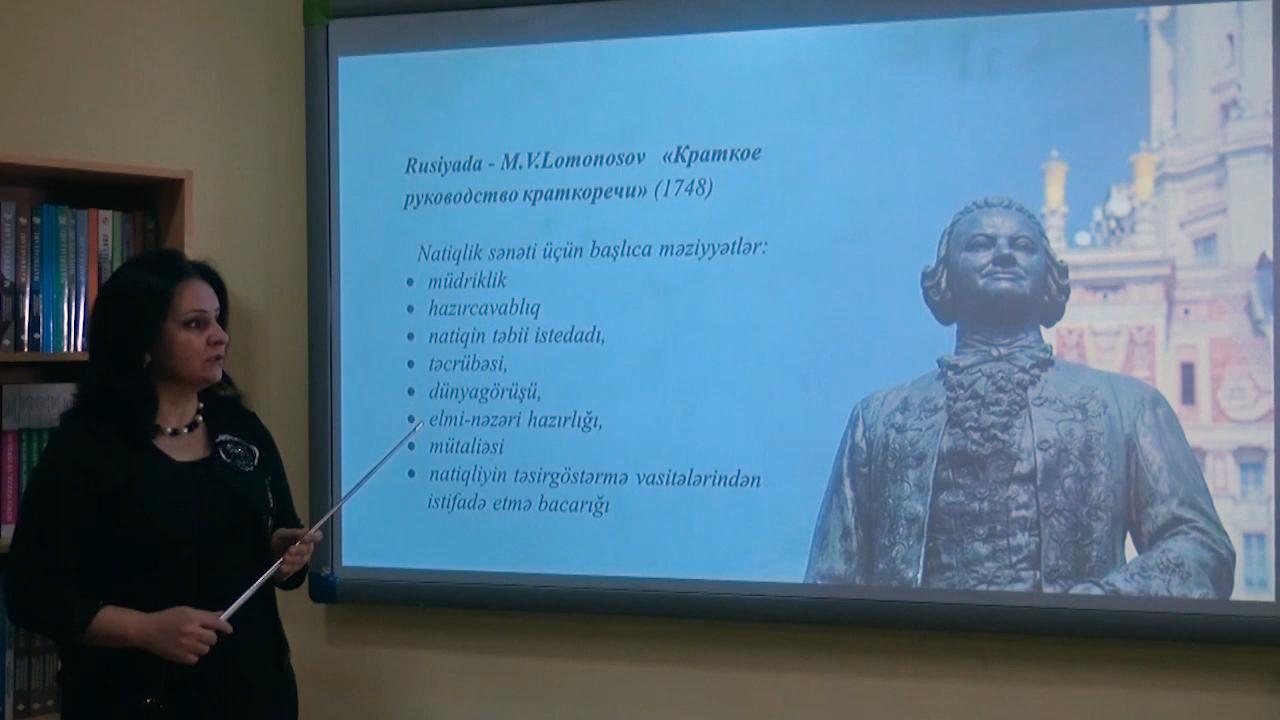 Rusiyada - M.V.Lomonosov «Краткое
руководство краткоречи» (1748)
Natiqlik sənəti üçün başlıca məziyyətlər:
• müdriklik
• hazırcavablıq
• natiqin təbii istedadı,
• təcrübəsi,
• dünyagörüşü,
• elmi-nəzəri hazırlığı,
• mütaliəsi
• natiqliyin təsirgöstərmə vasitələrindən
istifadə etmə bacarığı